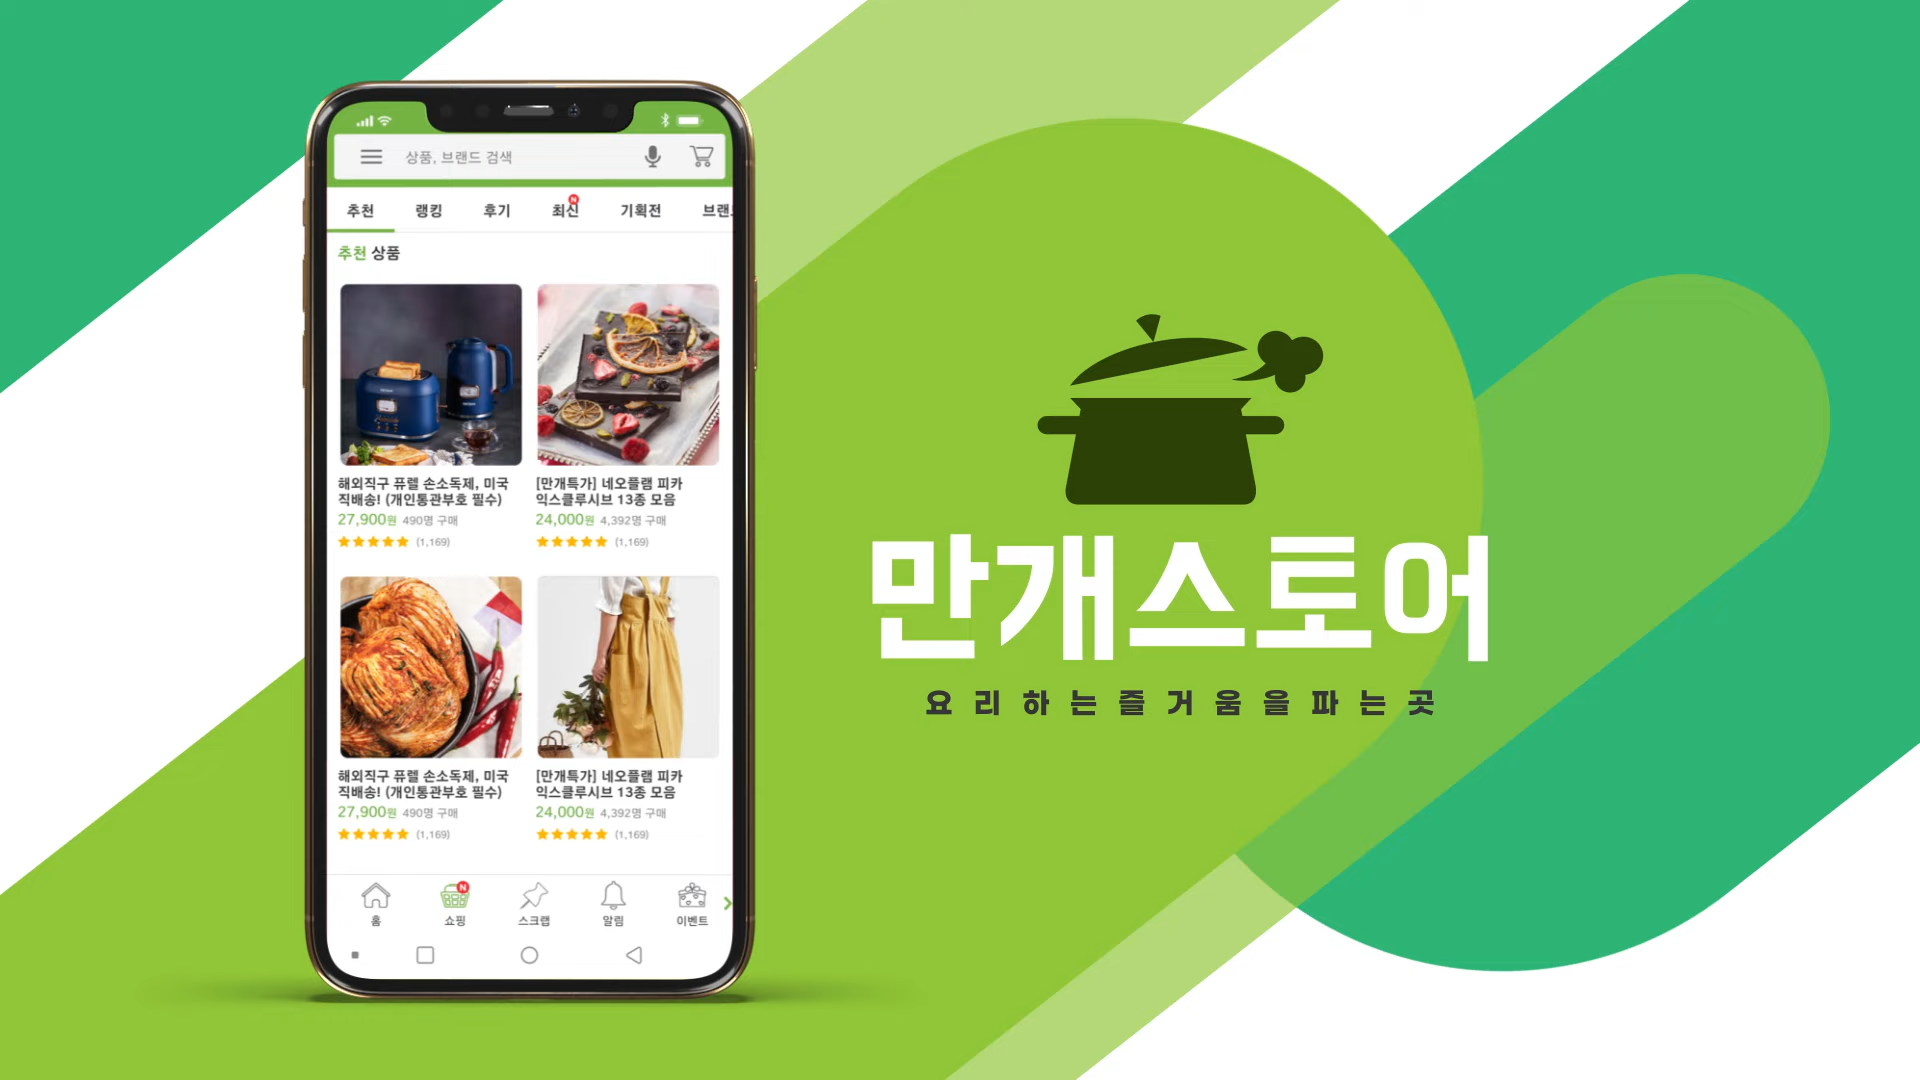 상품, 브랜드 검색
추천 랭킹 후기 최신 기획전
N
추천 상품
해외직구 퓨렐 손소독제, 미국
직배송! (개인통관부호 필수)
27,900원 490명 구매
(1,169)
[만개특가] 네오플램 피카
익스클루시브 13종 모음
24,000원 4,392명 구매
(1,169)
해외직구 퓨렐 손소독제, 미국
직배송! (개인통관부호 필수)
27,900원 490명 구매
(1,169)
[만개특가] 네오플램 피카
익스클루시브 13종 모음
24,000원 4,392명 구매
(1,169)
N
홈 쇼핑 스크랩 알림 이벤트
만개스토어
요리하는즐거움을파는곳